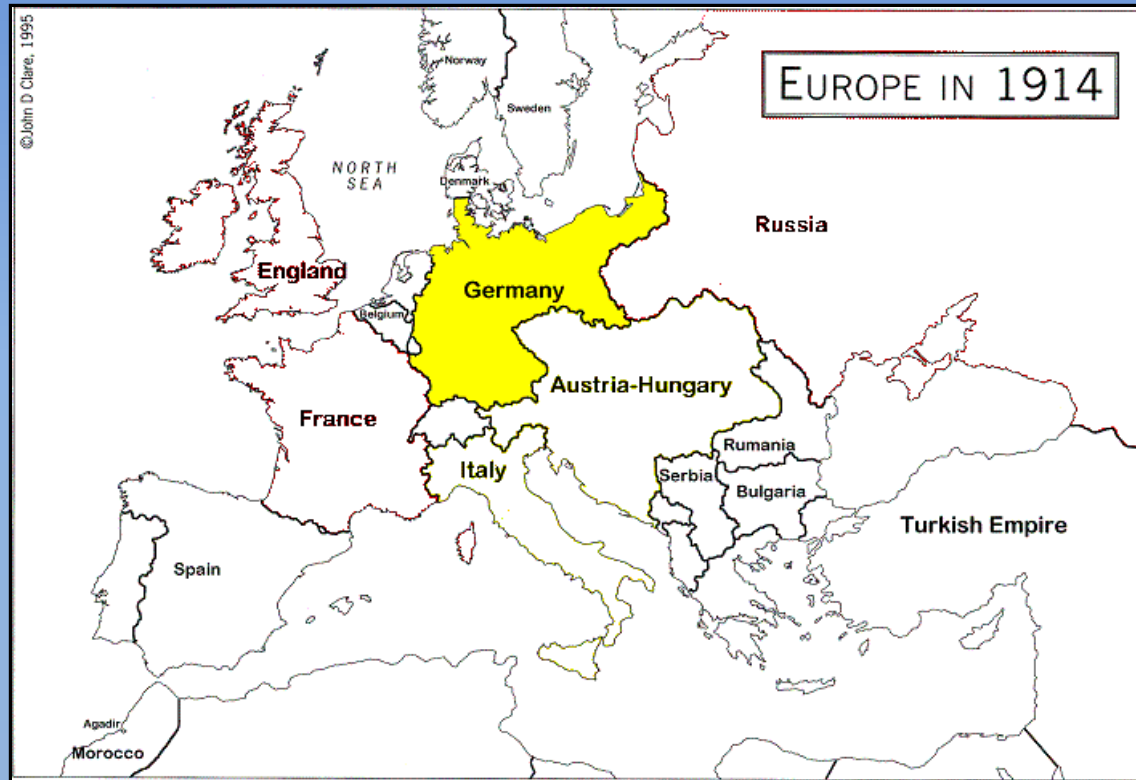 ©John D Clare, 1995
EUROPE IN 1914
Norway
Sweden
NORTH
SEA
Denmark
Russia
England
Germany
Belgium
Austria-Hungary
France
Rumania
Italy
Serbia
Bulgaria
Turkish Empire
Spain
Agadir
Morocco